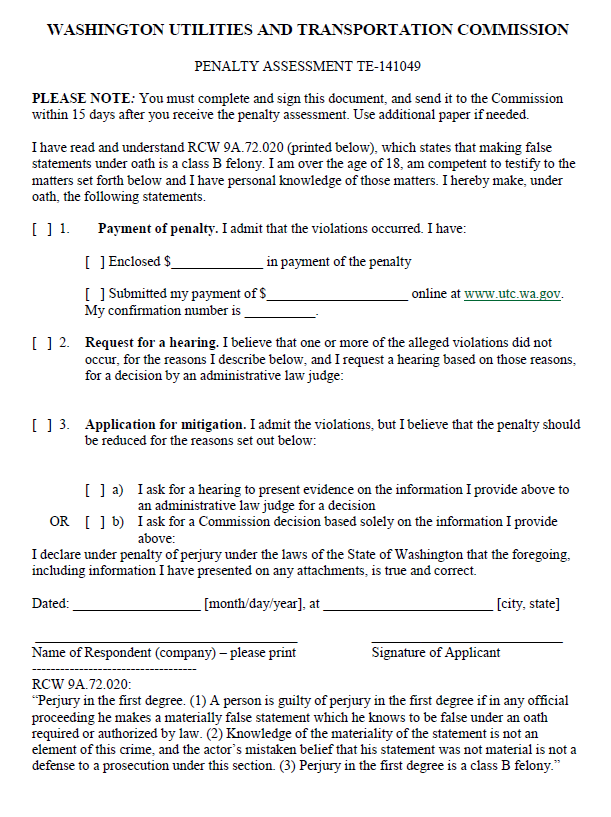 WASHINGTON UTILITIES AND TRANSPORTATION COMMISSION
PENALTY ASSESSMENT TE-141049
PLEASE NOTE: You must complete and sign this document, and send it to the Commission
within 15 days after you receive the penalty assessment. Use additional paper if needed.
I have read and understand RCW 9A.72.020 (printed below), which states that making false
statements under oath is a class B felony. I am over the age of 18, am competent to testify to the
matters set forth below and I have personal knowledge of those matters. I hereby make, under
oath, the following statements.
[ ] 1. Payment of penalty. I admit that the violations occurred. I have:
[ ] Enclosed $______________ in payment of the penalty
[ ] Submitted my payment of $_____________________ online at www.utc.wa.gov.
My confirmation number is ___________.
[ ] 2. Request for a hearing. I believe that one or more of the alleged violations did not
occur, for the reasons I describe below, and I request a hearing based on those reasons,
for a decision by an administrative law judge:
[ ] 3. Application for mitigation. I admit the violations, but I believe that the penalty should
be reduced for the reasons set out below:
[ ] a) I ask for a hearing to present evidence on the information I provide above to
an administrative law judge for a decision
OR [ ] b) I ask for a Commission decision based solely on the information I provide
above:
I declare under penalty of perjury under the laws of the State of Washington that the foregoing,
including information I have presented on any attachments, is true and correct.
Dated: ___________________ [month/day/year], at _________________________ [city, state]
_______________________________________ ____________________________
Name of Respondent (company) – please print Signature of Applicant
-----------------------------------
RCW 9A.72.020:
“Perjury in the first degree. (1) A person is guilty of perjury in the first degree if in any official
proceeding he makes a materially false statement which he knows to be false under an oath
required or authorized by law. (2) Knowledge of the materiality of the statement is not an
element of this crime, and the actor’s mistaken belief that his statement was not material is not a
defense to a prosecution under this section. (3) Perjury in the first degree is a class B felony.”